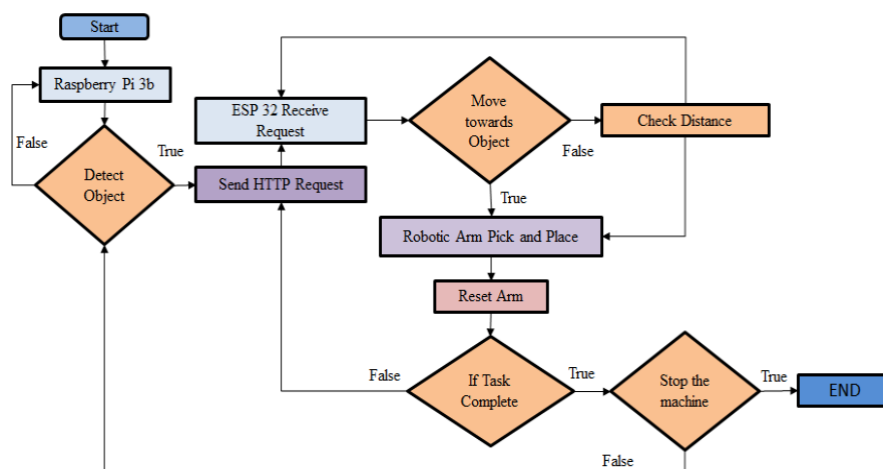 Start
Raspberry Pi 3b
False
True
Detect
Object
ESP 32 Receive
Request
Send HTTP Request
Move
towards
Object
False
Check Distance
True
Robotic Arm Pick and Place
Reset Arm
False
If Task
Complete
True
Stop the
machine
True
END
False